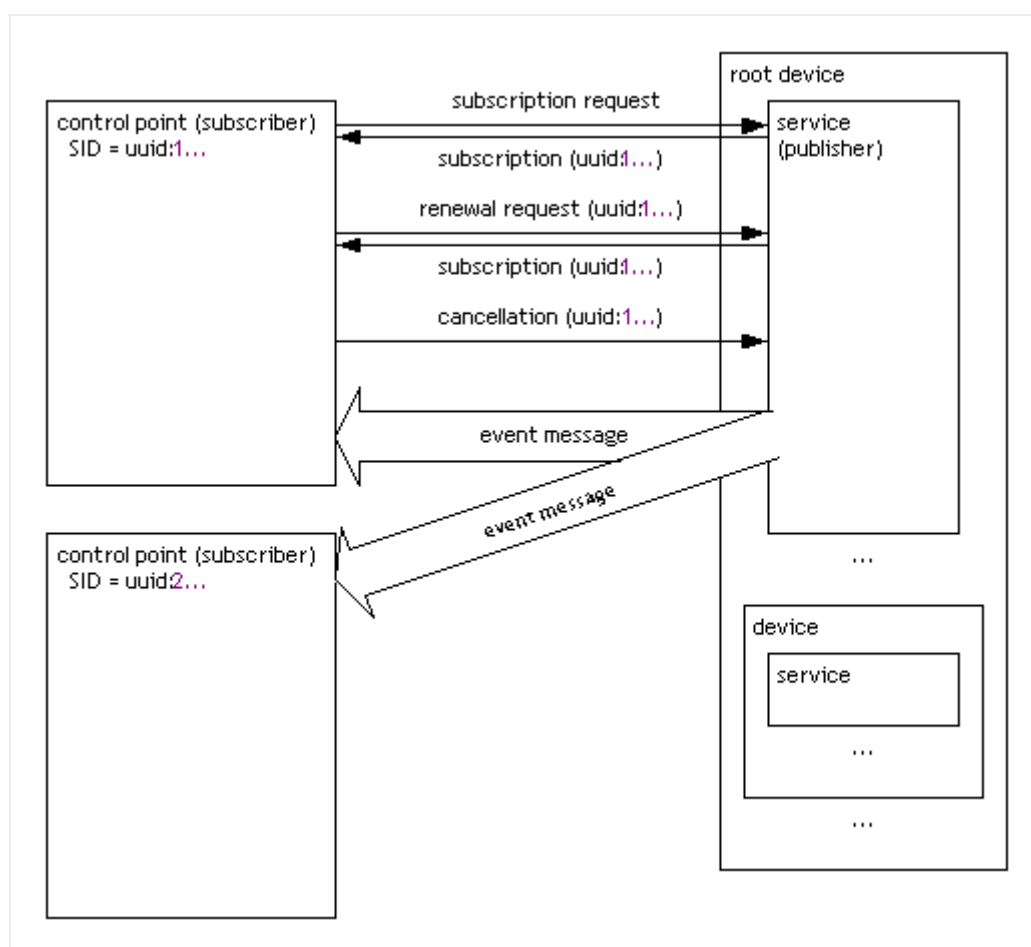 root device
subscription request
control point (subscriber)
SID = uuid:1...
service
(publisher)
subscription (uuid:1...)
renewal request (uuid:1...)
subscription (uuid:1...)
cancellation (uuid:1...)
event message
event message
control point (subscriber)
SID = uuid:2...
...
device
service
...
...